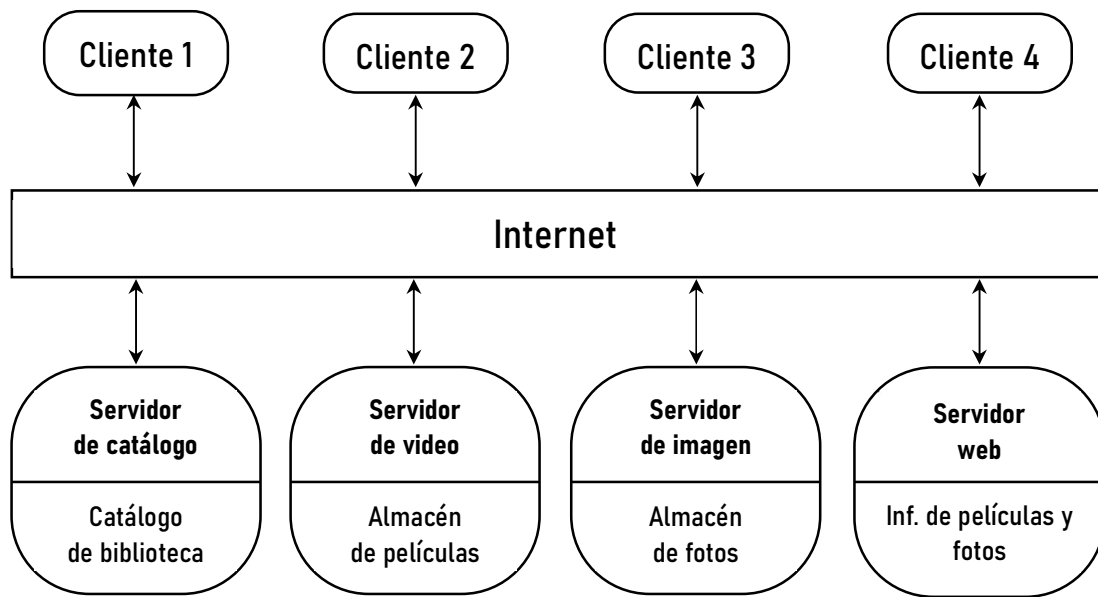 Cliente 1
Cliente 2
Cliente 3
Cliente 4
Internet
Servidor
de catálogo
Catálogo
de biblioteca
Servidor
de video
Almacén
de películas
Servidor
de imagen
Almacén
de fotos
Servidor
web
Inf. de películas y
fotos